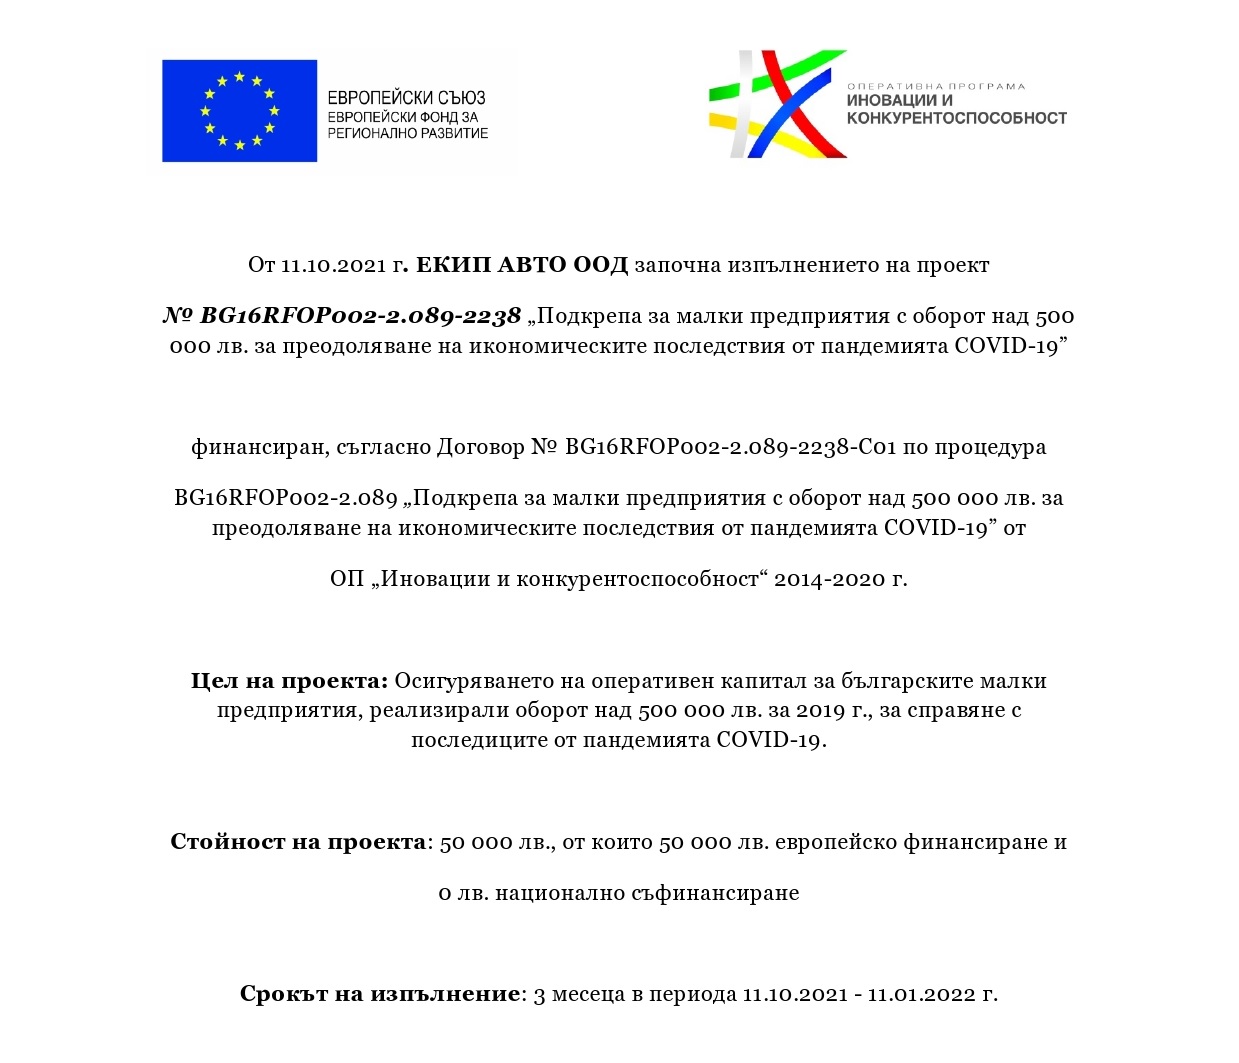 ЕВРОПЕЙСКИ СЪЮЗ
ЕВРОПЕЙСКИ ФОНД ЗА
РЕГИОНАЛНО РАЗВИТИЕ
ОПЕРАТИВНА ПРОГРАМА
ИНОВАЦИИ И
КОНКУРЕНТОСПОСОБНОСТ
От 11.10.2021 г. ЕКИП АВТО ООД започна изпълнението на проект
№ BG16RFOP002-2.089-2238 „Подкрепа за малки предприятия с оборот над 500
000 лв. за преодоляване на икономическите последствия от пандемията COVID-19”
финансиран, съгласно Договор № BG16RFOP002-2.089-2238-C01 по процедура
BG16RFOP002-2.089 „Подкрепа за малки предприятия с оборот над 500 000 лв. за
преодоляване на икономическите последствия от пандемията COVID-19” от
ОП „Иновации и конкурентоспособност“ 2014-2020 г.
Цел на проекта: Осигуряването на оперативен капитал за българските малки
предприятия, реализирали оборот над 500 000 лв. за 2019 г., за справяне с
последиците от пандемията COVID-19.
Стойност на проекта: 50 000 лв., от които 50 000 лв. европейско финансиране и
0 лв. национално съфинансиране
Срокът на изпълнение: 3 месеца в периода 11.10.2021 - 11.01.2022 г.